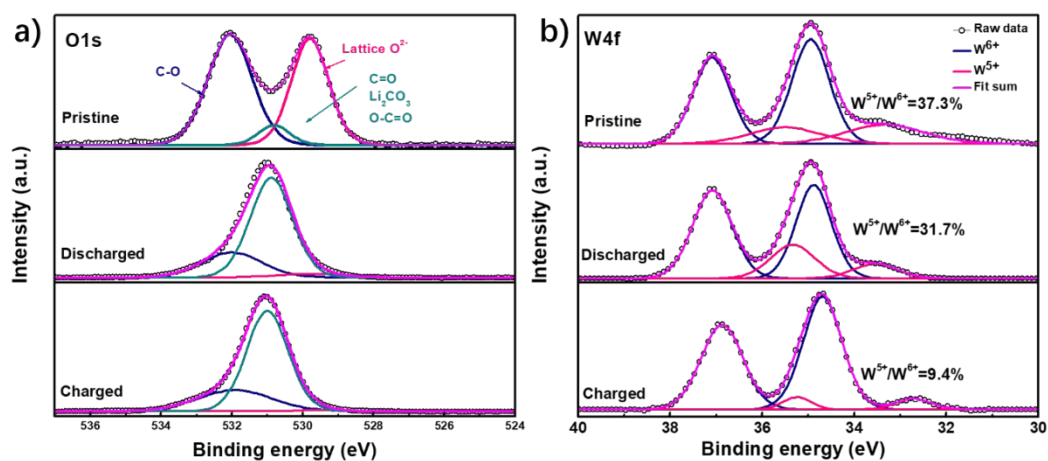 a)
O1s
C-O
Lattice O²⁻
C=O
Li₂CO₃
O-C=O
Pristine
Discharged
Charged
Intensity (a.u.)
536 534 532 530 528 526 524
Binding energy (eV)
b)
W4f
Raw data
W⁶⁺
W⁵⁺
Fit sum
W⁵⁺/W⁶⁺=37.3%
Pristine
W⁵⁺/W⁶⁺=31.7%
Discharged
W⁵⁺/W⁶⁺=9.4%
Charged
Intensity (a.u.)
40 38 36 34 32 30
Binding energy (eV)